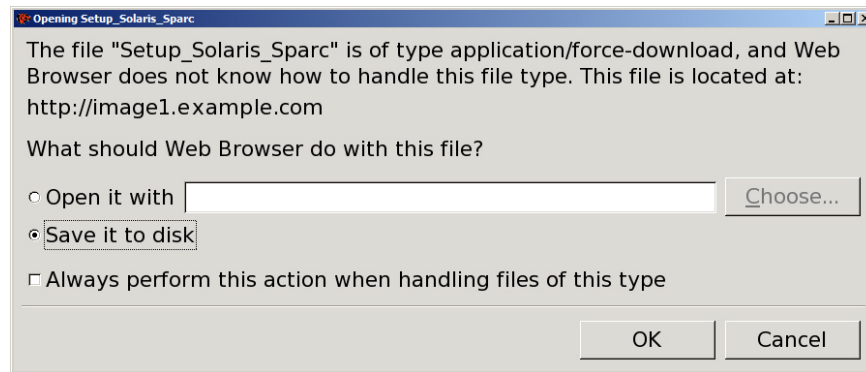 Opening Setup_Solaris_Sparc
The file "Setup_Solaris_Sparc" is of type application/force-download, and Web
Browser does not know how to handle this file type. This file is located at:
http://image1.example.com
What should Web Browser do with this file?
Open it with Choose...
Save it to disk
Always perform this action when handling files of this type
OK Cancel